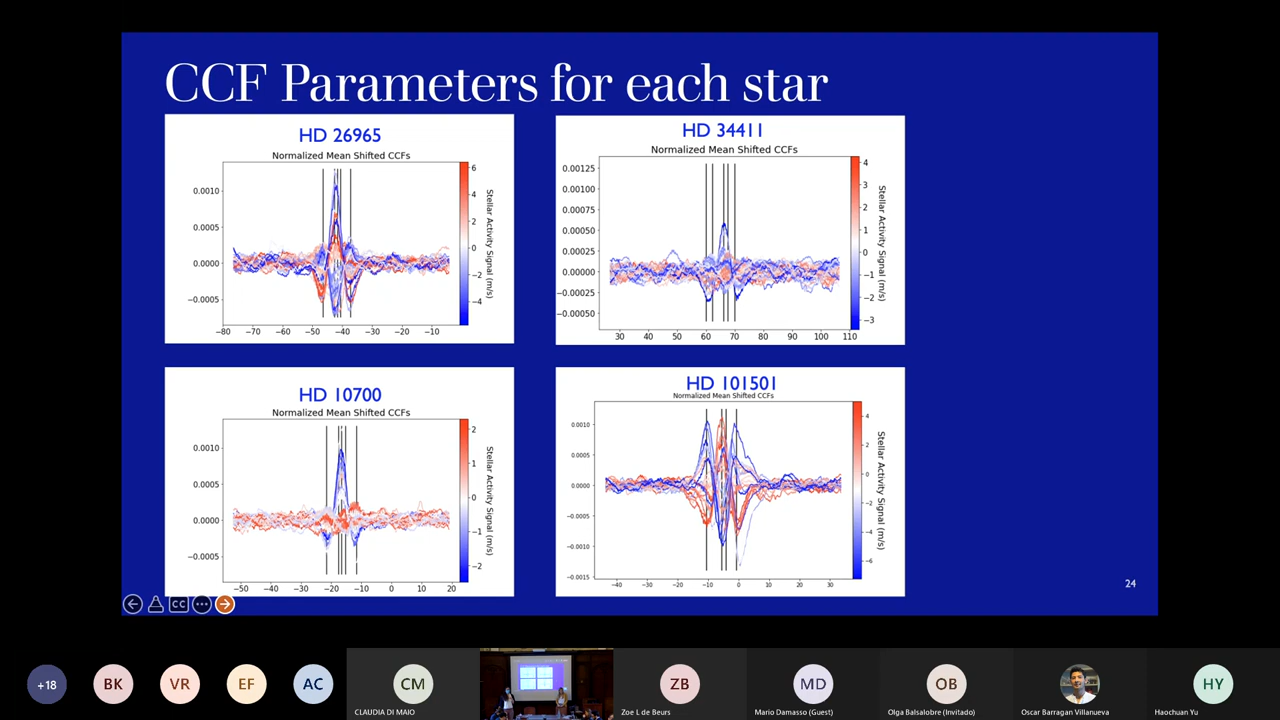 CCF Parameters for each star
HD 26965
Normalized Mean Shifted CCFs
0.0010
0.0005
0.0000
−0.0005
−80 −70 −60 −50 −40 −30 −20 −10
6
4
2
0
−2
−4
Stellar Activity Signal (m/s)
HD 34411
Normalized Mean Shifted CCFs
0.00125
0.00100
0.00075
0.00050
0.00025
0.00000
−0.00025
−0.00050
30 40 50 60 70 80 90 100 110
4
3
2
1
0
−1
−2
−3
Stellar Activity Signal (m/s)
HD 10700
Normalized Mean Shifted CCFs
0.0010
0.0005
0.0000
−0.0005
−50 −40 −30 −20 −10 0 10 20
2
1
0
−1
−2
Stellar Activity Signal (m/s)
HD 101501
Normalized Mean Shifted CCFs
0.0010
0.0005
0.0000
−0.0005
−0.0010
−0.0015
−40 −30 −20 −10 0 10 20 30
4
2
0
−2
−4
−6
Stellar Activity Signal (m/s)
24
CC
+18 BK VR EF AC CM ZB MD OB HY
CLAUDIA DI MAIO Zoe L de Beurs Mario Damasso (Guest) Olga Balsalobre (Invitado) Oscar Barragan Villanueva Haochuan Yu